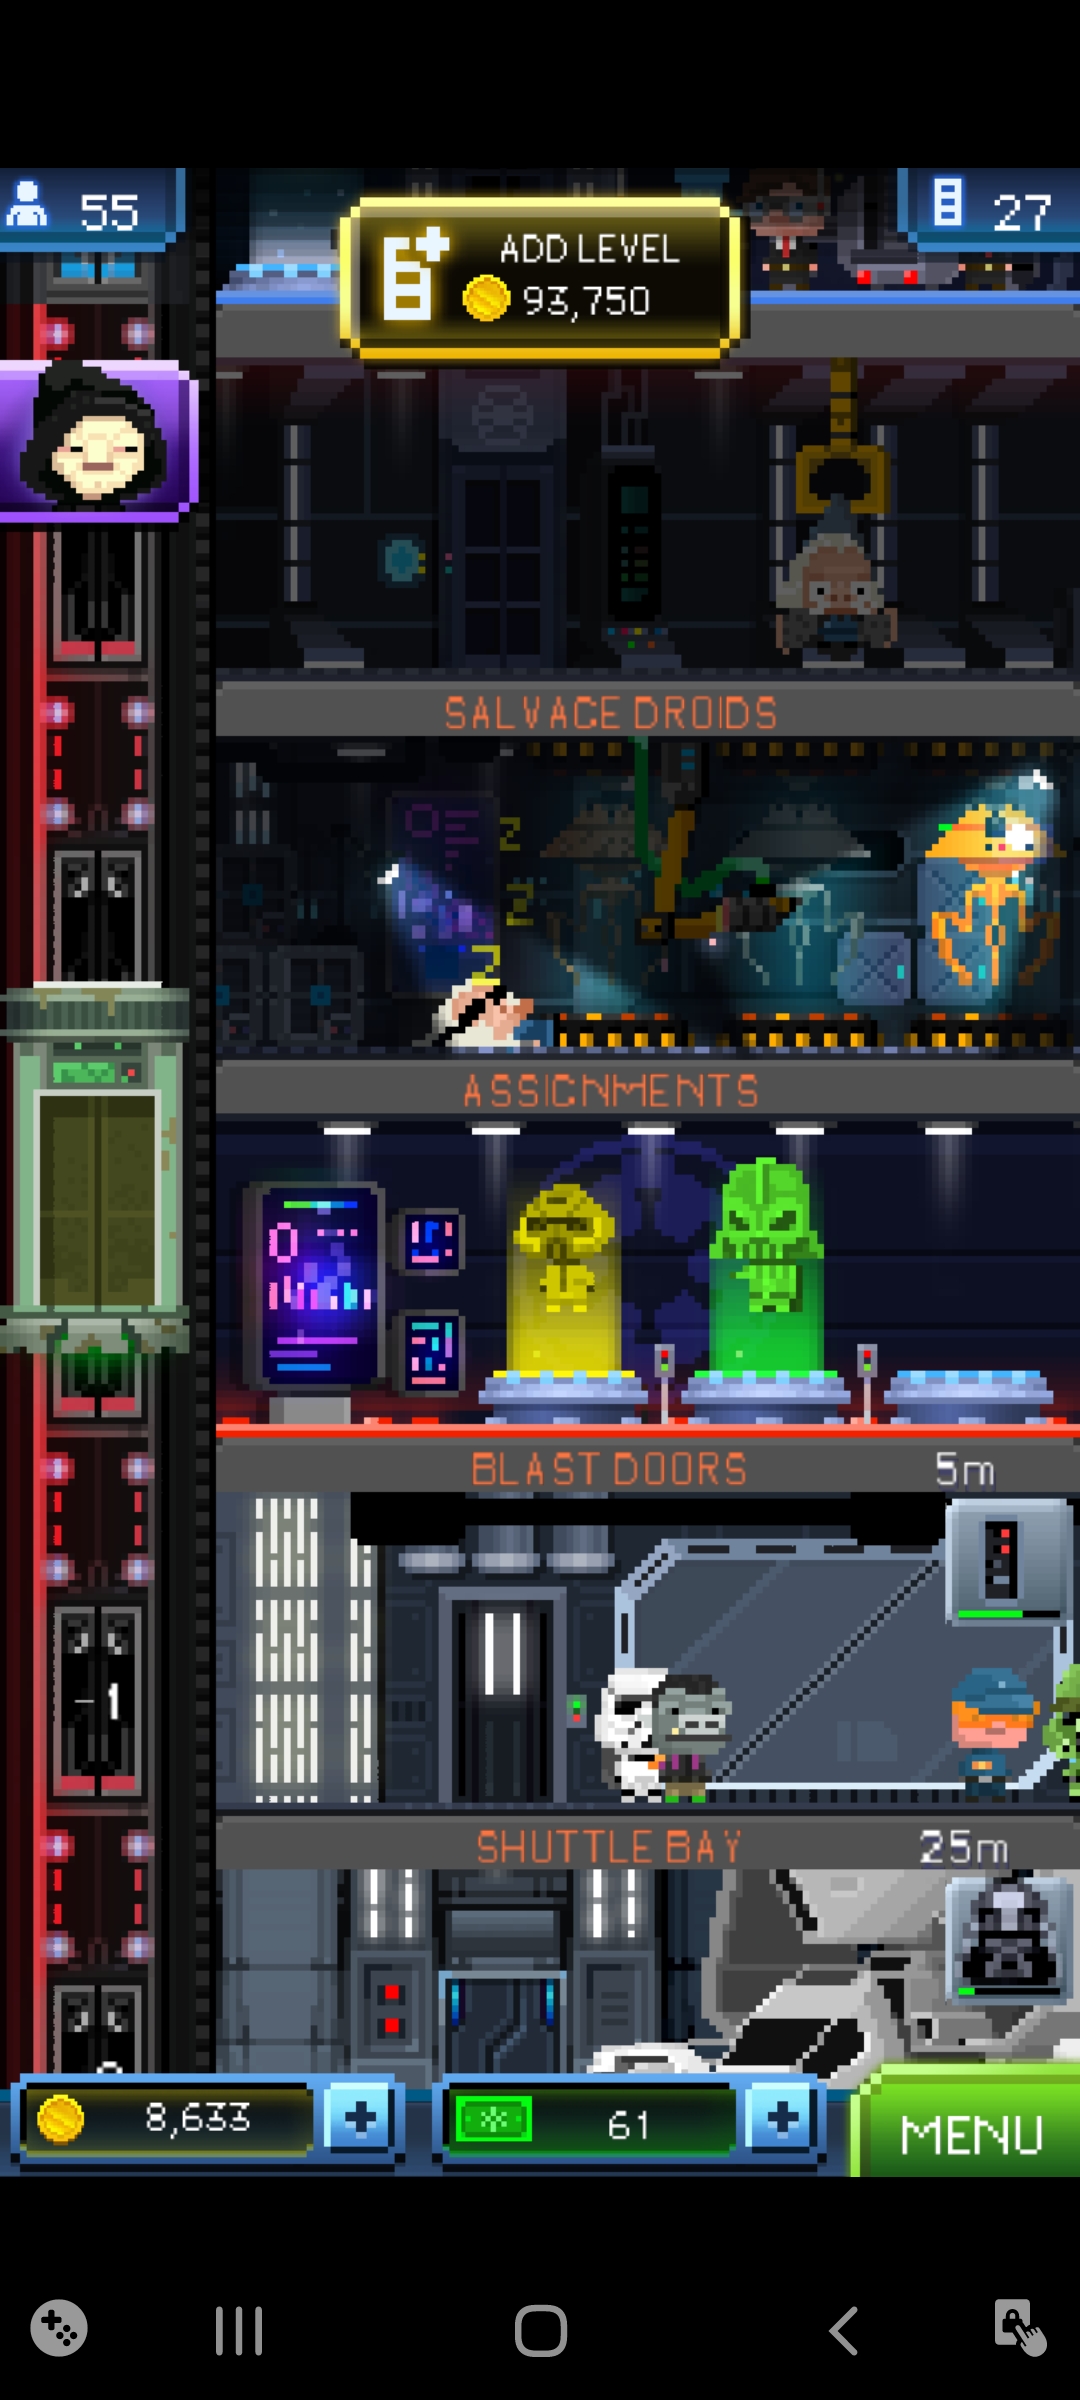 55
27
ADD LEVEL
93,750
SALVAGE DROIDS
Z
Z
Z
ASSIGNMENTS
BLAST DOORS
5m
-1
SHUTTLE BAY
25m
8,633
61
MENU